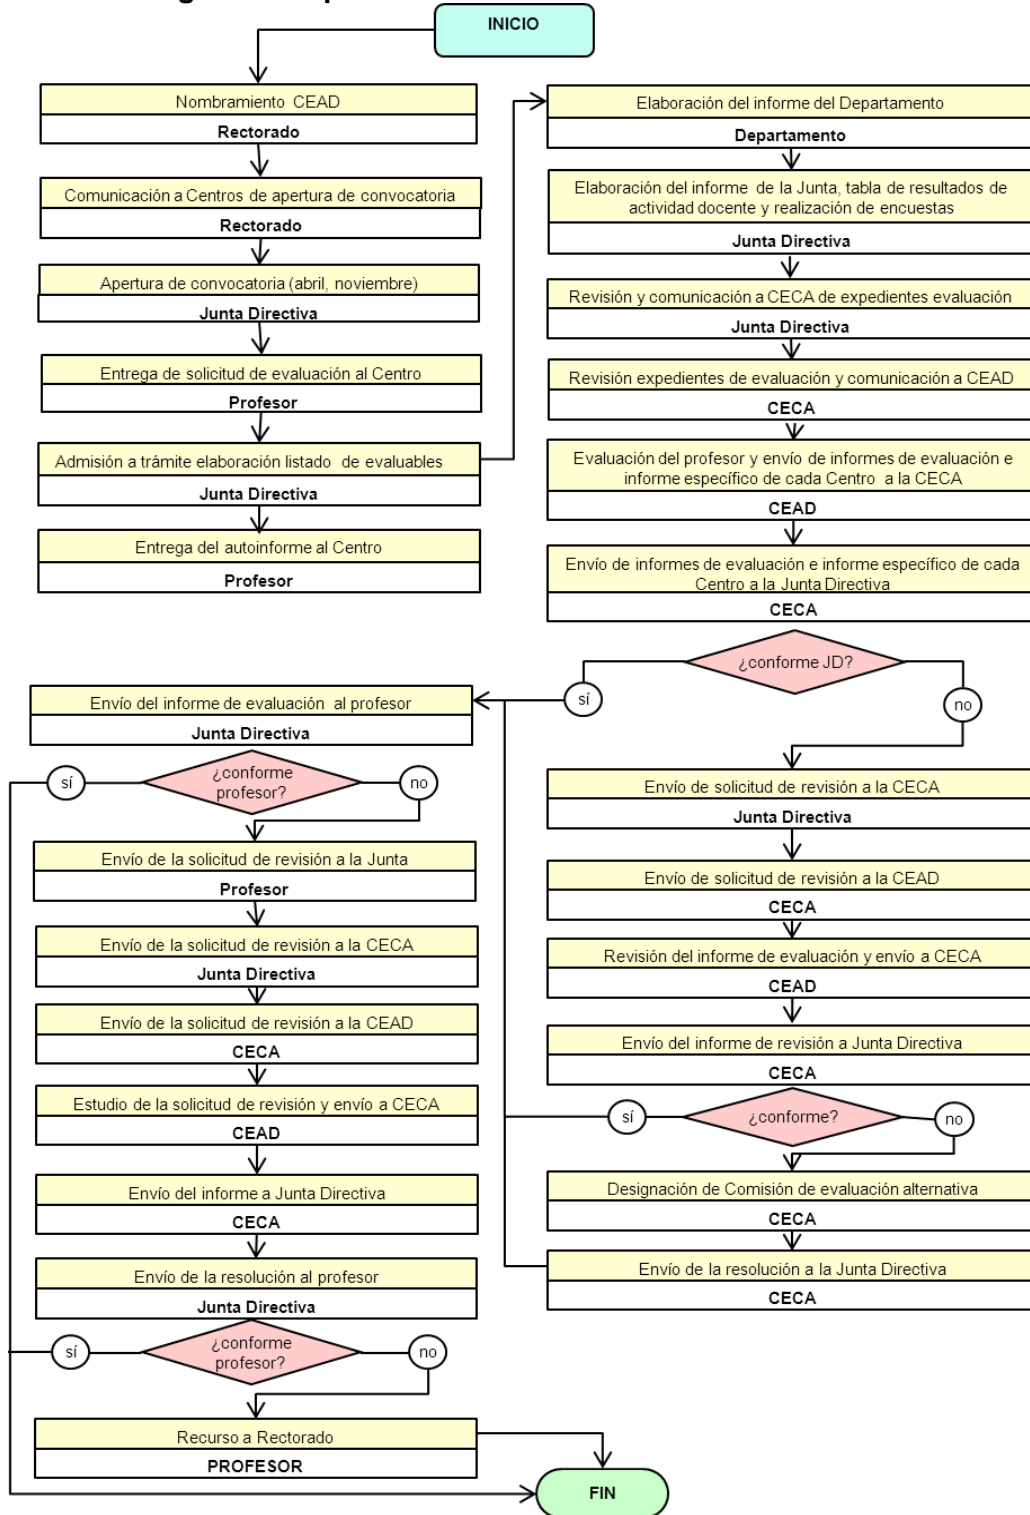 INICIO
Nombramiento CEAD
Rectorado
Comunicación a Centros de apertura de convocatoria
Rectorado
Apertura de convocatoria (abril, noviembre)
Junta Directiva
Entrega de solicitud de evaluación al Centro
Profesor
Admisión a trámite elaboración listado de evaluables
Junta Directiva
Entrega del autoinforme al Centro
Profesor
Elaboración del informe del Departamento
Departamento
Elaboración del informe de la Junta, tabla de resultados de
actividad docente y realización de encuestas
Junta Directiva
Revisión y comunicación a CECA de expedientes evaluación
Junta Directiva
Revisión expedientes de evaluación y comunicación a CEAD
CECA
Evaluación del profesor y envío de informes de evaluación e
informe específico de cada Centro a la CECA
CEAD
Envío de informes de evaluación e informe específico de cada
Centro a la Junta Directiva
CECA
¿conforme JD?
sí
no
Envío de solicitud de revisión a la CECA
Junta Directiva
Envío de solicitud de revisión a la CEAD
CECA
Revisión del informe de evaluación y envío a CECA
CEAD
Envío del informe de revisión a Junta Directiva
CECA
¿conforme?
sí
no
Designación de Comisión de evaluación alternativa
CECA
Envío de la resolución a la Junta Directiva
CECA
Envío del informe de evaluación al profesor
Junta Directiva
¿conforme
profesor?
sí
no
Envío de la solicitud de revisión a la Junta
Profesor
Envío de la solicitud de revisión a la CECA
Junta Directiva
Envío de la solicitud de revisión a la CEAD
CECA
Estudio de la solicitud de revisión y envío a CECA
CEAD
Envío del informe a Junta Directiva
CECA
Envío de la resolución al profesor
Junta Directiva
¿conforme
profesor?
sí
no
Recurso a Rectorado
PROFESOR
FIN